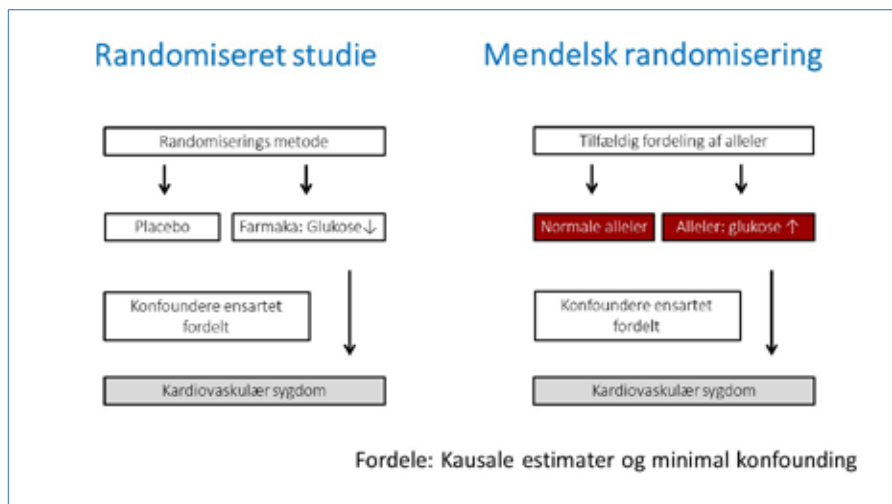 Randomiseret studie
Randomiserings metode
Placebo
Farmaka: Glukose↓
Konfoundere ensartet
fordelt
Kardiovaskulær sygdom
Mendelsk randomisering
Tilfældig fordeling af alleler
Normale alleler
Alleler: glukose ↑
Konfoundere ensartet
fordelt
Kardiovaskulær sygdom
Fordele: Kausale estimater og minimal konfounding